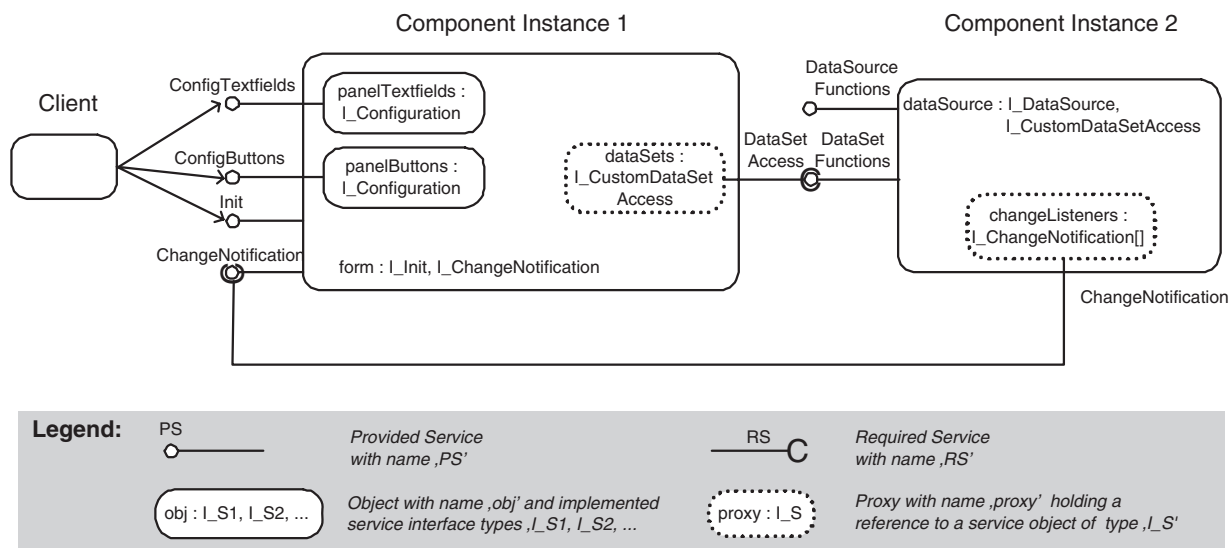 Component Instance 1
Component Instance 2
Client
ConfigTextfields
panelTextfields :
I_Configuration
ConfigButtons
panelButtons :
I_Configuration
Init
ChangeNotification
form : I_Init, I_ChangeNotification
dataSets :
I_CustomDataSet
Access
DataSet
Access
DataSet
Functions
DataSource
Functions
dataSource : I_DataSource,
I_CustomDataSetAccess
changeListeners :
I_ChangeNotification[]
ChangeNotification
Legend:
PS
Provided Service
with name ‚PS’
RS
C
Required Service
with name ‚RS’
obj : I_S1, I_S2, ...
Object with name ‚obj’ and implemented
service interface types ‚I_S1, I_S2, ...
proxy : I_S
Proxy with name ‚proxy’ holding a
reference to a service object of type ‚I_S'